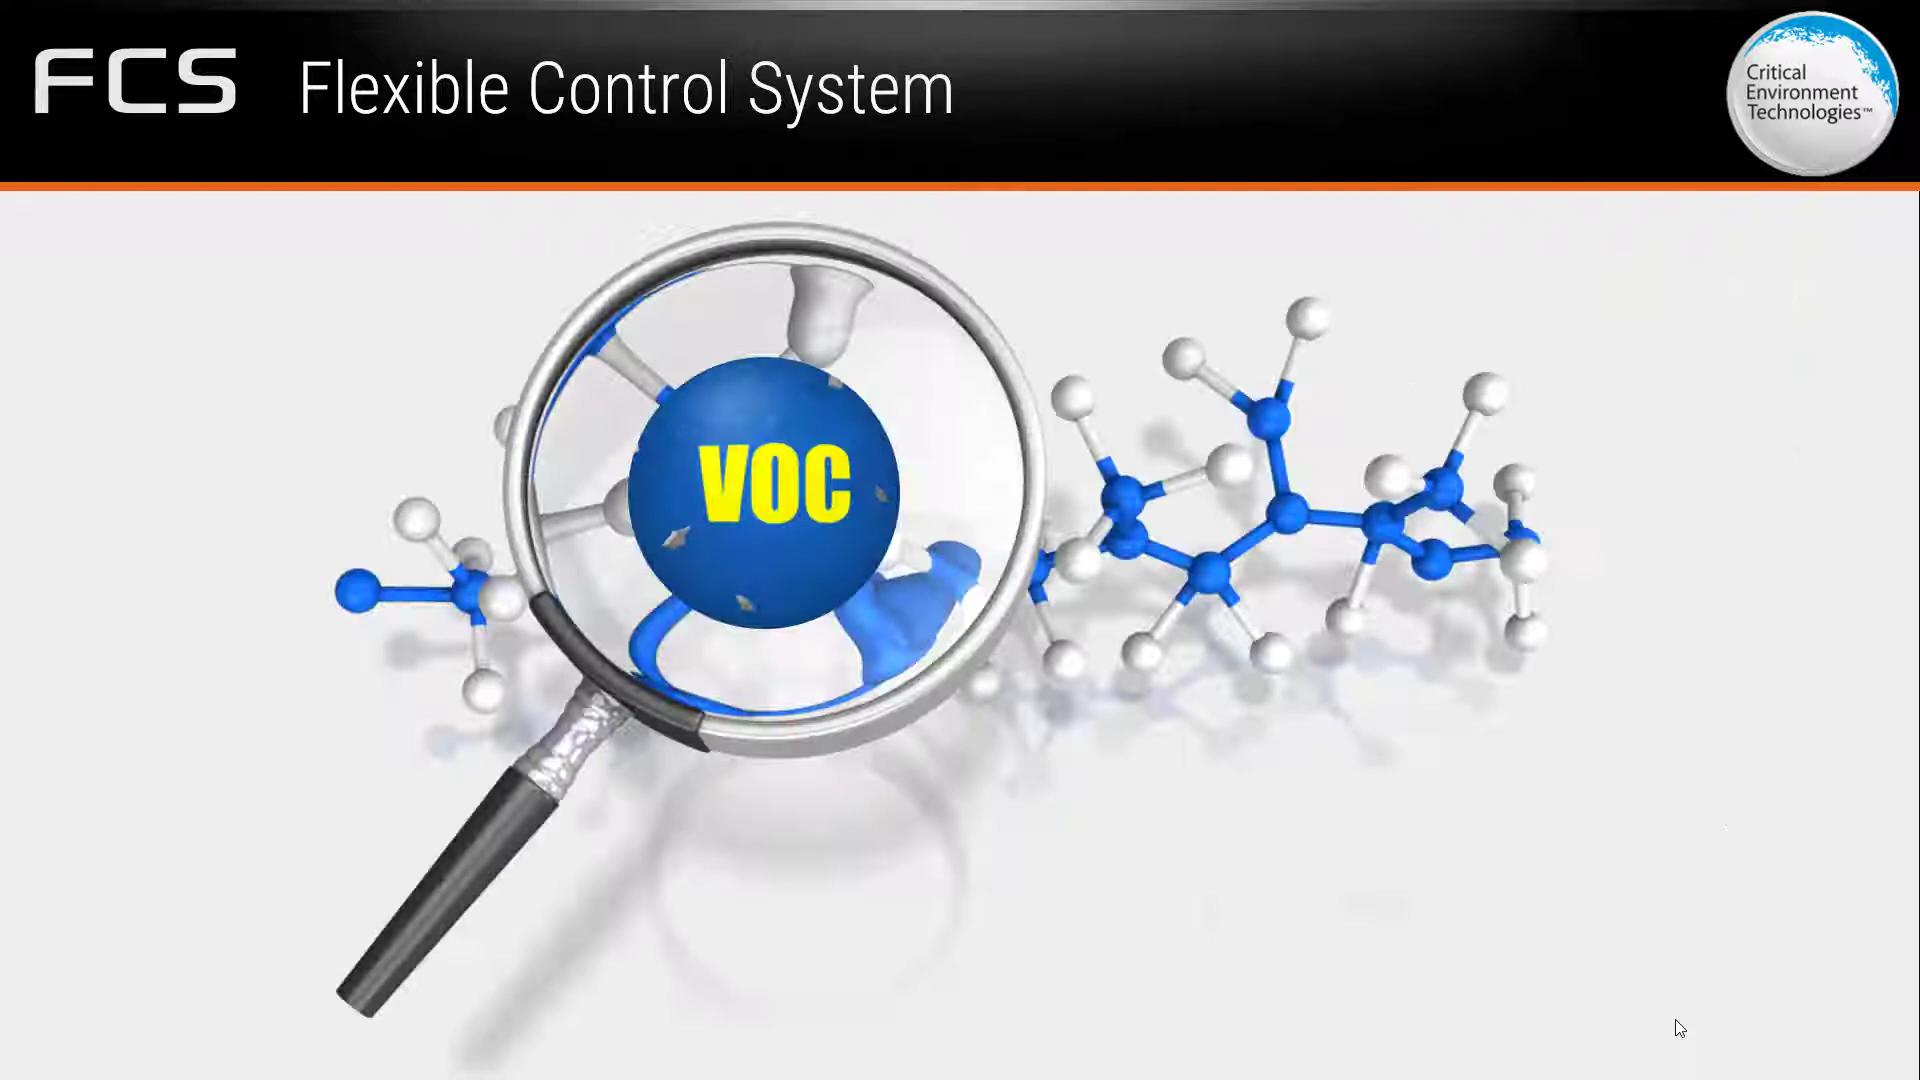 FCS Flexible Control System
Critical
Environment
Technologies™
VOC